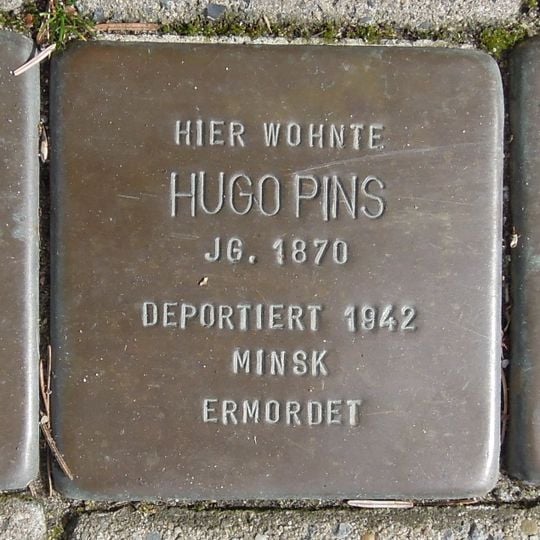 HIER WOHNTE
HUGO PINS
JG. 1870
DEPORTIERT 1942
MINSK
ERMORDET